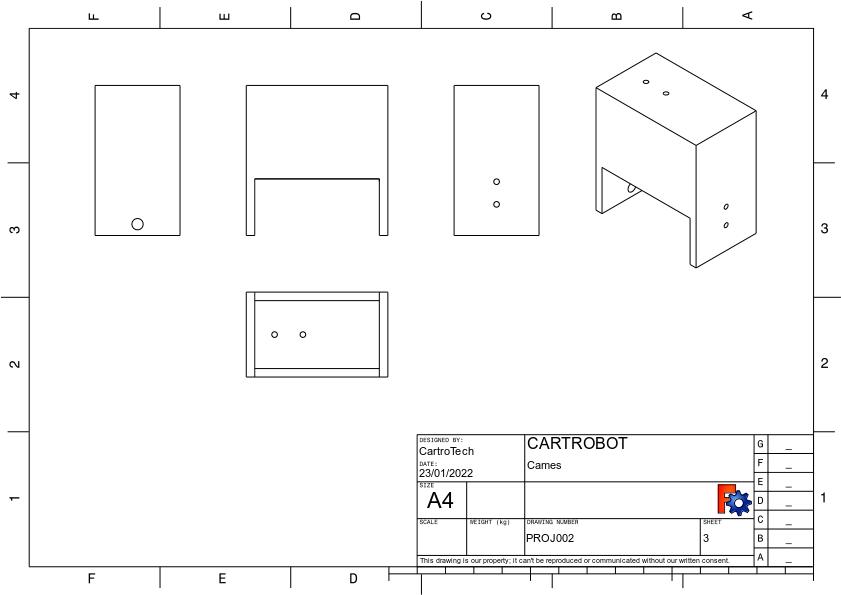 F E D C B A
4 4
3 3
2 2
1 1
DESIGNED BY:
CartroTech
DATE:
23/01/2022
CARTROBOT
Cames
SIZE
A4
SCALE
WEIGHT (kg)
DRAWING NUMBER
PROJ002
SHEET
3
This drawing is our property; it can't be reproduced or communicated without our written consent.
G _
F _
E _
D _
C _
B _
A _
F E D